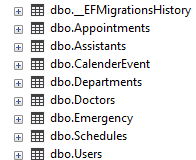 dbo.__EFMigrationsHistory
dbo.Appointments
dbo.Assistants
dbo.CalenderEvent
dbo.Departments
dbo.Doctors
dbo.Emergency
dbo.Schedules
dbo.Users